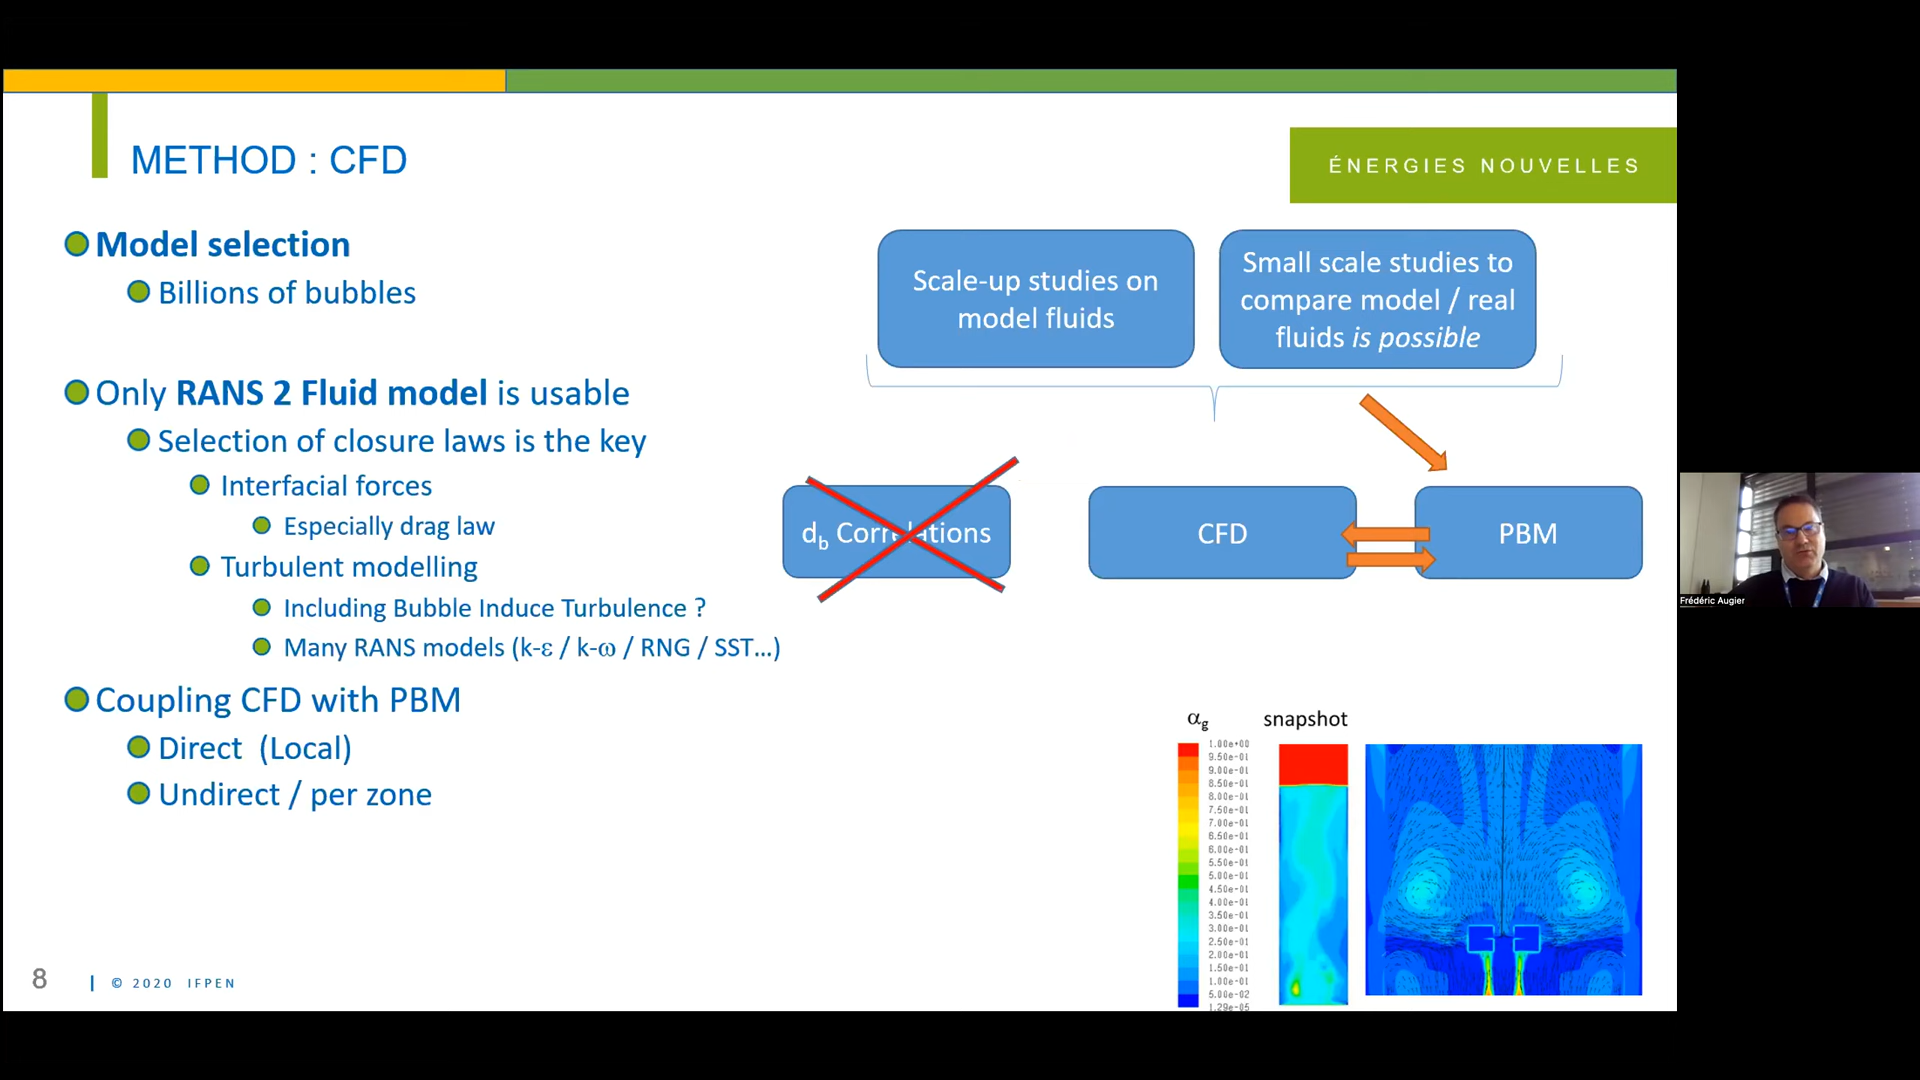 METHOD : CFD
ÉNERGIES NOUVELLES
Model selection
Billions of bubbles
Only RANS 2 Fluid model is usable
Selection of closure laws is the key
Interfacial forces
Especially drag law
Turbulent modelling
Including Bubble Induce Turbulence ?
Many RANS models (k-ε / k-ω / RNG / SST...)
Coupling CFD with PBM
Direct (Local)
Undirect / per zone
Scale-up studies on
model fluids
Small scale studies to
compare model / real
fluids is possible
db Correlations
CFD
PBM
αg
snapshot
1.00e+00
9.50e-01
9.00e-01
8.50e-01
8.00e-01
7.50e-01
7.00e-01
6.50e-01
6.00e-01
5.50e-01
5.00e-01
4.50e-01
4.00e-01
3.50e-01
3.00e-01
2.50e-01
2.00e-01
1.50e-01
1.00e-01
5.00e-02
1.29e-05
8
© 2020 IFPEN
Frédéric Augier